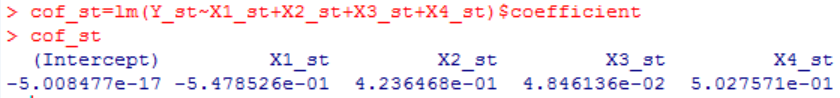 > cof_st=lm(Y_st~X1_st+X2_st+X3_st+X4_st)$coefficient
> cof_st
(Intercept) X1_st X2_st X3_st X4_st
-5.008477e-17 -5.478526e-01 4.236468e-01 4.846136e-02 5.027571e-01